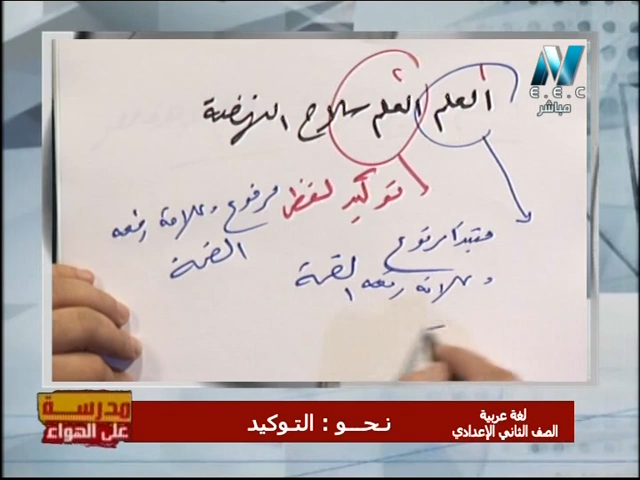 العلم العلم سلاح النهضة
توكيد لفظى مرفوع وعلامة رفعه
الضمة
مبتدأ مرفوع
وعلامة رفعه الضمة
E.E.C
مباشر
لغة عربية
الصف الثاني الإعدادي
نحو : التوكيد
مدرسة
على الهواء